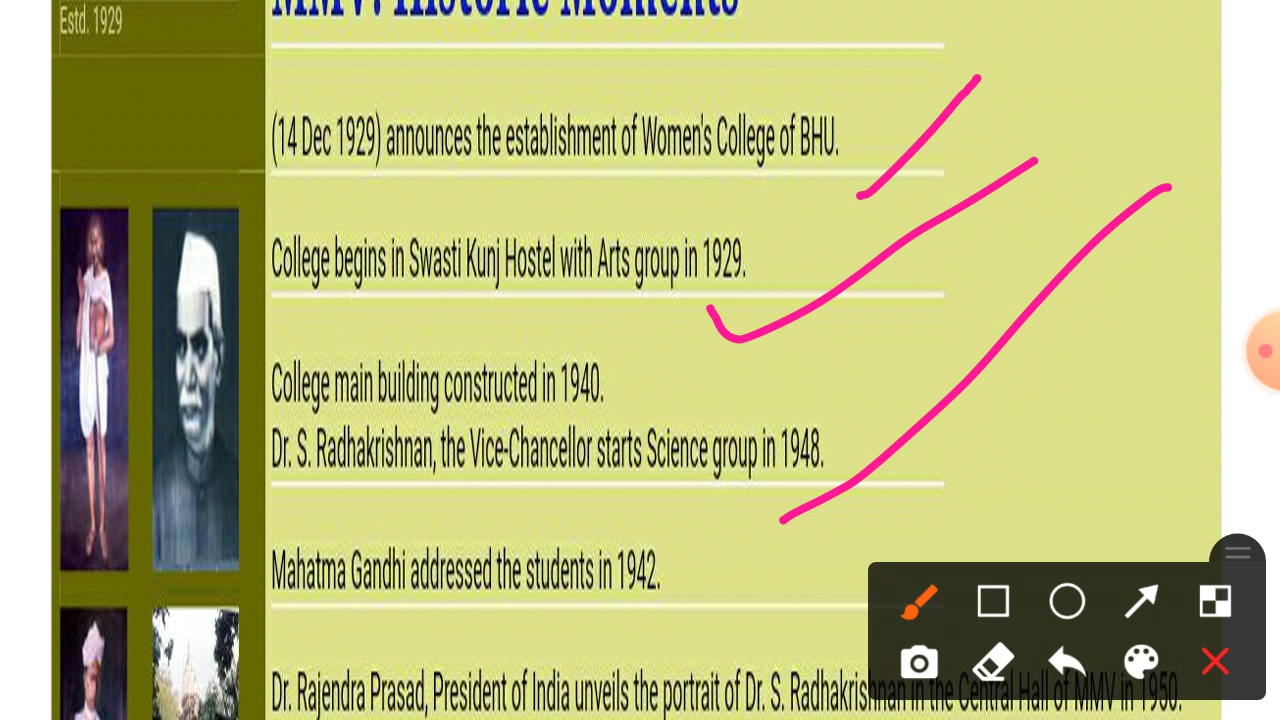 Estd. 1929
MMV: Historic Moments
(14 Dec 1929) announces the establishment of Women's College of BHU.
College begins in Swasti Kunj Hostel with Arts group in 1929.
College main building constructed in 1940.
Dr. S. Radhakrishnan, the Vice-Chancellor starts Science group in 1948.
Mahatma Gandhi addressed the students in 1942.
Dr. Rajendra Prasad, President of India unveils the portrait of Dr. S. Radhakrishnan in the Central Hall of MMV in 1950.